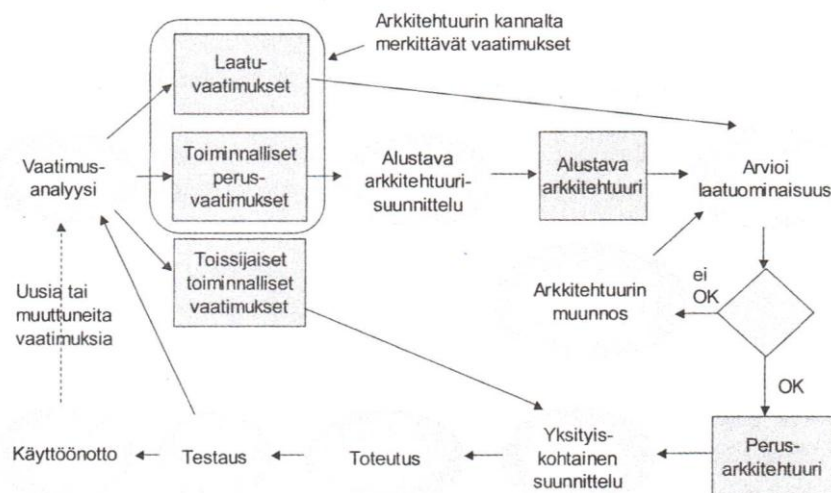 Arkkitehtuurin kannalta
merkittävät vaatimukset
Laatu-
vaatimukset
Vaatimus-
analyysi
Toiminnalliset
perus-
vaatimukset
Alustava
arkkitehtuuri-
suunnittelu
Alustava
arkkitehtuuri
Arvioi
laatuominaisuus
Toissijaiset
toiminnalliset
vaatimukset
Uusia tai
muuttuneita
vaatimuksia
Arkkitehtuurin
muunnos
ei
OK
OK
Käyttöönotto
Testaus
Toteutus
Yksityis-
kohtainen
suunnittelu
Perus-
arkkitehtuuri